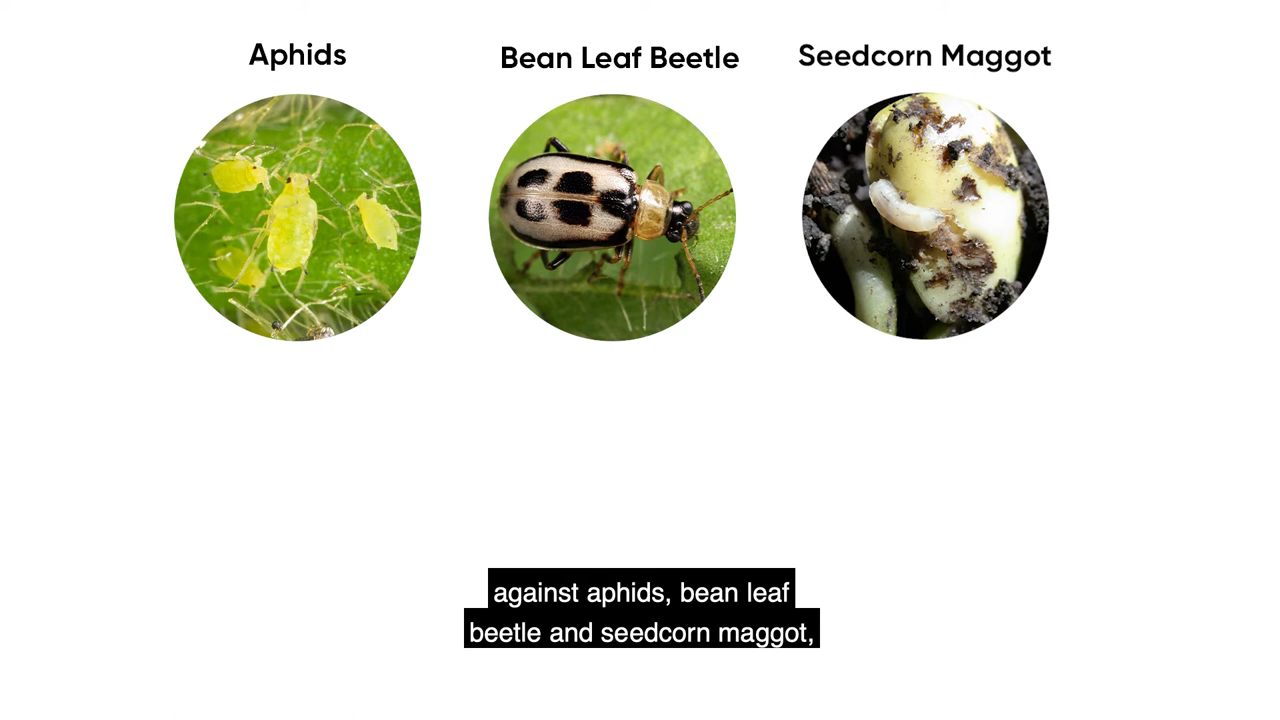 Aphids
Bean Leaf Beetle
Seedcorn Maggot
against aphids, bean leaf
beetle and seedcorn maggot,